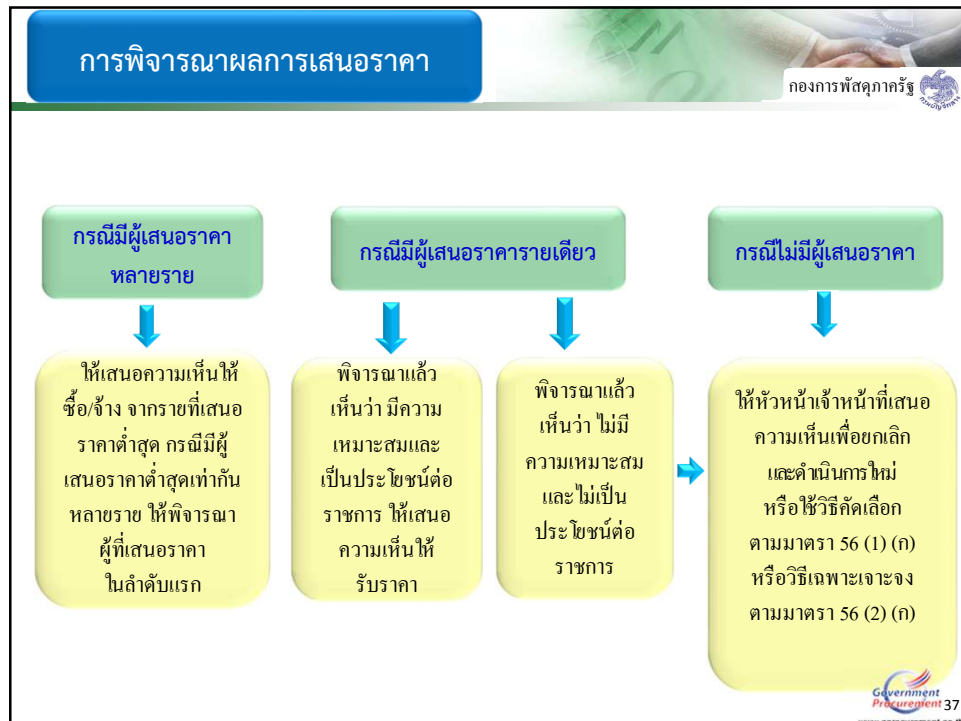 การพิจารณาผลการเสนอราคา
กองการพัสดุภาครัฐ
กรมบัญชีกลาง
กรณีมีผู้เสนอราคา
หลายราย
ให้เสนอความเห็นให้
ซื้อ/จ้าง จากรายที่เสนอ
ราคาต่ำสุด กรณีมีผู้
เสนอราคาต่ำสุดเท่ากัน
หลายราย ให้พิจารณา
ผู้ที่เสนอราคา
ในลำดับแรก
กรณีมีผู้เสนอราคารายเดียว
พิจารณาแล้ว
เห็นว่า มีความ
เหมาะสมและ
เป็นประโยชน์ต่อ
ราชการ ให้เสนอ
ความเห็นให้
รับราคา
พิจารณาแล้ว
เห็นว่า ไม่มี
ความเหมาะสม
และไม่เป็น
ประโยชน์ต่อ
ราชการ
กรณีไม่มีผู้เสนอราคา
ให้หัวหน้าเจ้าหน้าที่เสนอ
ความเห็นเพื่อยกเลิก
และดำเนินการใหม่
หรือใช้วิธีคัดเลือก
ตามมาตรา 56 (1) (ก)
หรือวิธีเฉพาะเจาะจง
ตามมาตรา 56 (2) (ก)
Government
Procurement
37